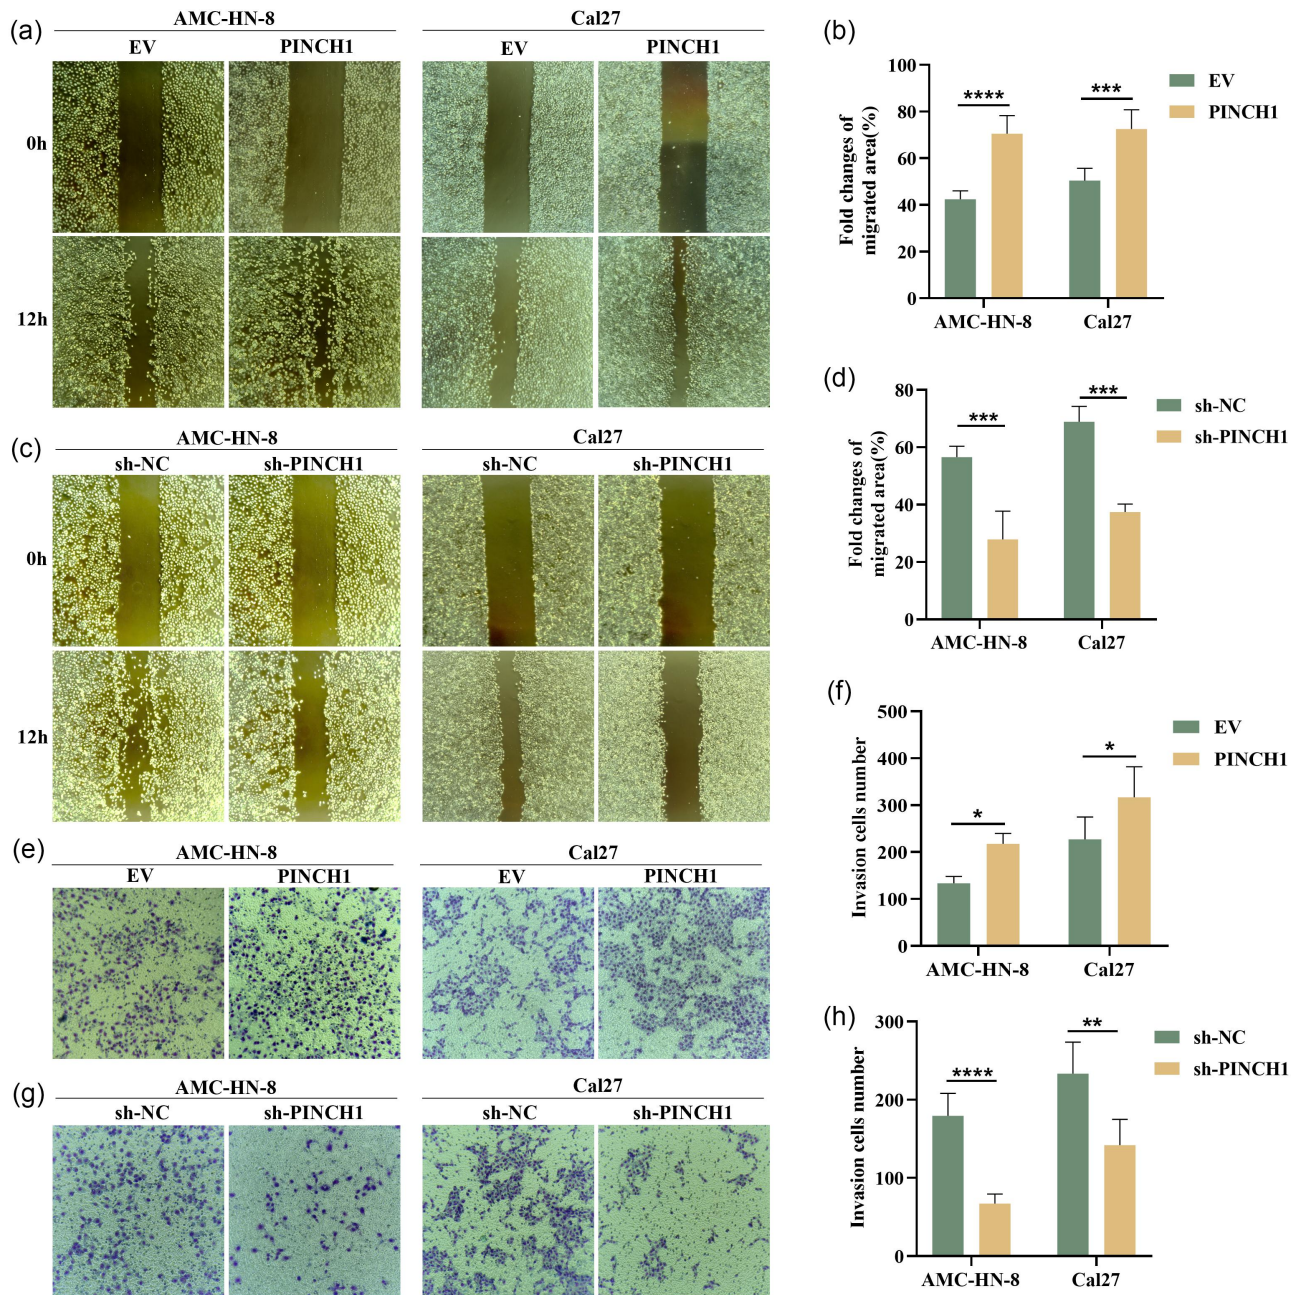 (a)
AMC-HN-8
Cal27
EV
PINCH1
EV
PINCH1
0h
12h
(b)
Fold changes of
migrated area(%)
100
80
60
40
20
0
****
***
EV
PINCH1
AMC-HN-8
Cal27
(c)
AMC-HN-8
Cal27
sh-NC
sh-PINCH1
sh-NC
sh-PINCH1
0h
12h
(d)
Fold changes of
migrated area(%)
80
60
40
20
0
***
***
sh-NC
sh-PINCH1
AMC-HN-8
Cal27
(e)
AMC-HN-8
Cal27
EV
PINCH1
EV
PINCH1
(f)
Invasion cells number
500
400
300
200
100
0
*
*
EV
PINCH1
AMC-HN-8
Cal27
(g)
AMC-HN-8
Cal27
sh-NC
sh-PINCH1
sh-NC
sh-PINCH1
(h)
Invasion cells number
300
200
100
0
****
**
sh-NC
sh-PINCH1
AMC-HN-8
Cal27